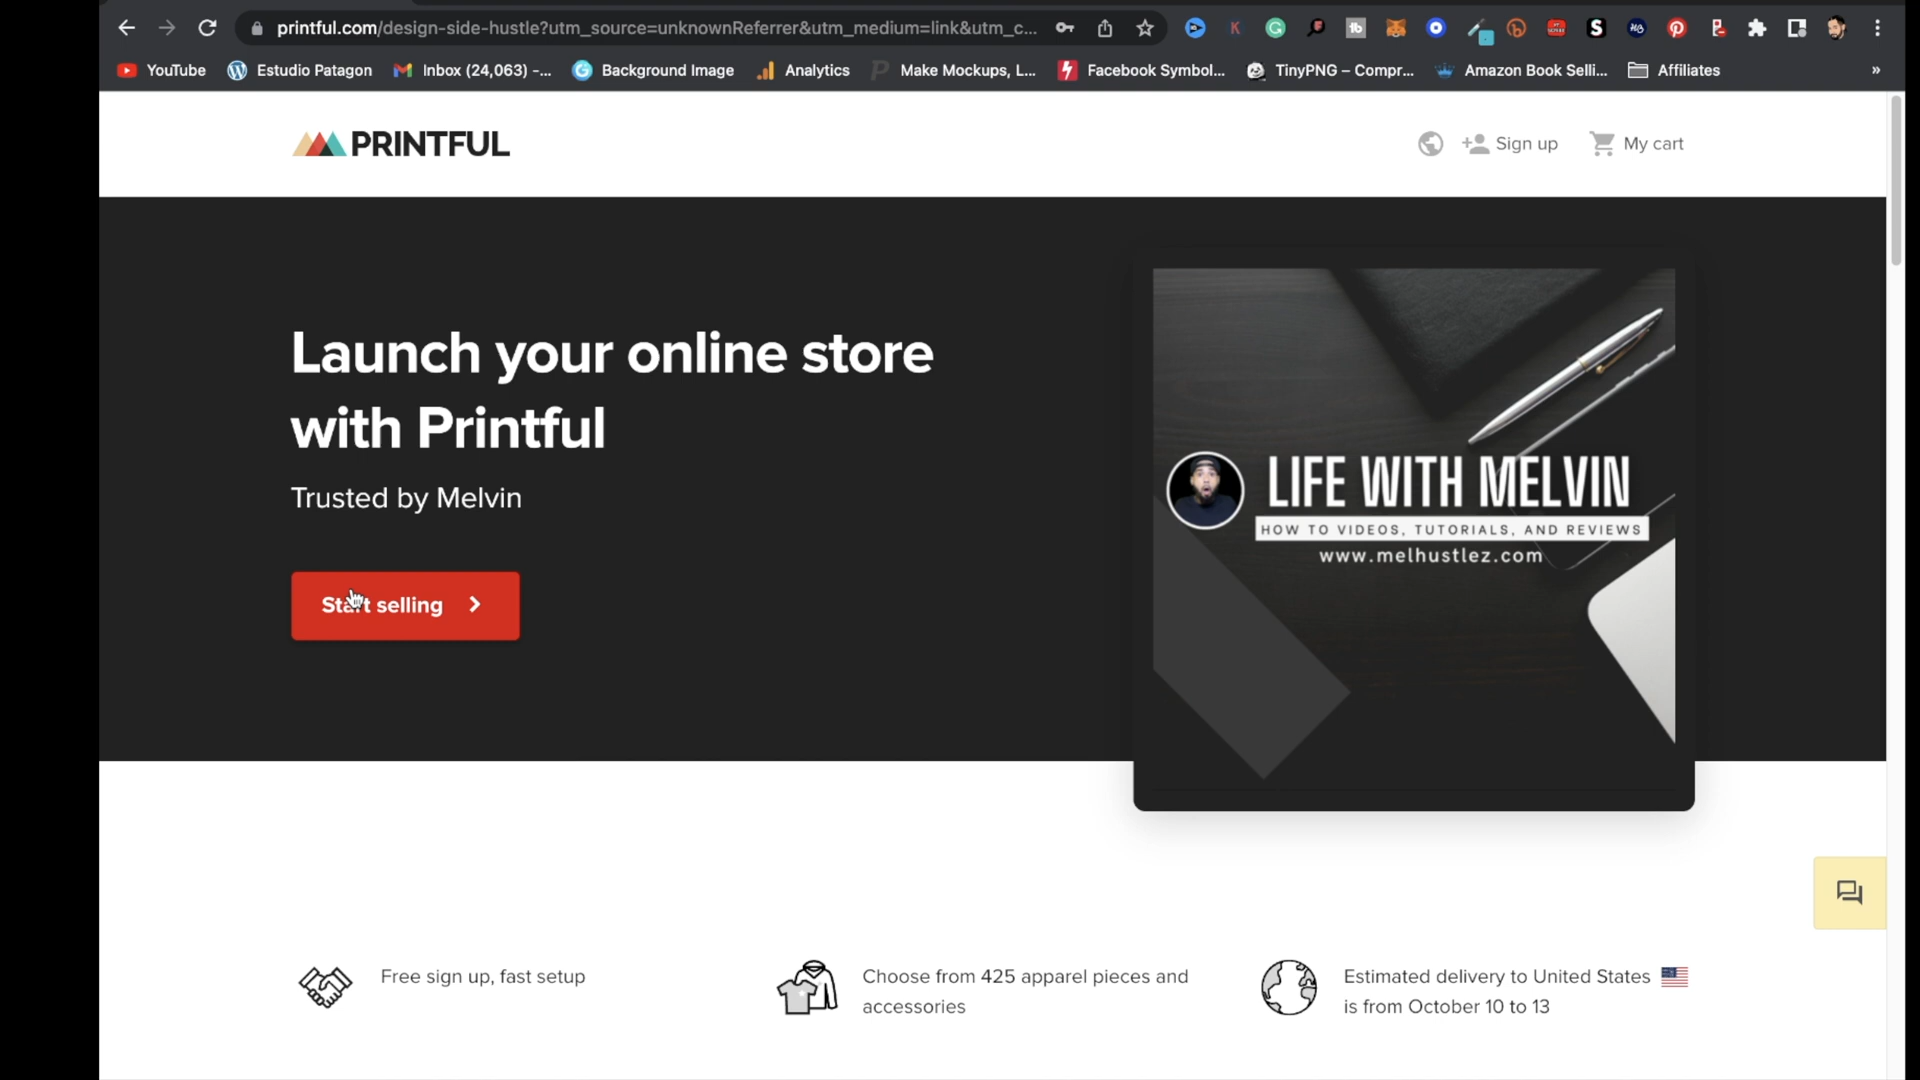 printful.com/design-side-hustle?utm_source=unknownReferrer&utm_medium=link&utm_c...
YouTube
Estudio Patagon
Inbox (24,063) -...
Background Image
Analytics
Make Mockups, L...
Facebook Symbol...
TinyPNG – Compr...
Amazon Book Selli...
Affiliates
»
PRINTFUL
Sign up
My cart
Launch your online store
with Printful
Trusted by Melvin
Start selling
LIFE WITH MELVIN
HOW TO VIDEOS, TUTORIALS, AND REVIEWS
www.melhustlez.com
Free sign up, fast setup
Choose from 425 apparel pieces and
accessories
Estimated delivery to United States
is from October 10 to 13